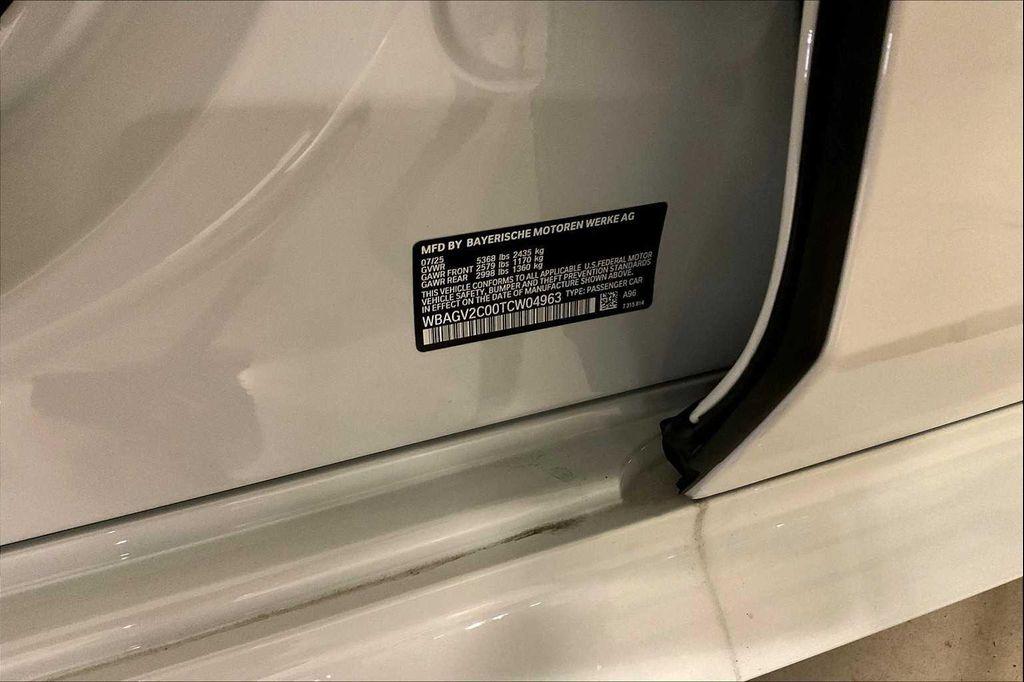 MFD BY BAYERISCHE MOTOREN WERKE AG
07/25 5368 lbs 2435 kg
GVWR
GAWR FRONT 2579 lbs 1170 kg
GAWR REAR 2998 lbs 1360 kg
THIS VEHICLE CONFORMS TO ALL APPLICABLE U.S. FEDERAL MOTOR
VEHICLE SAFETY, BUMPER AND THEFT PREVENTION STANDARDS
IN EFFECT ON THE DATE OF MANUFACTURE SHOWN ABOVE.
WBAGV2C00TCW04963 TYPE: PASSENGER CAR
A96